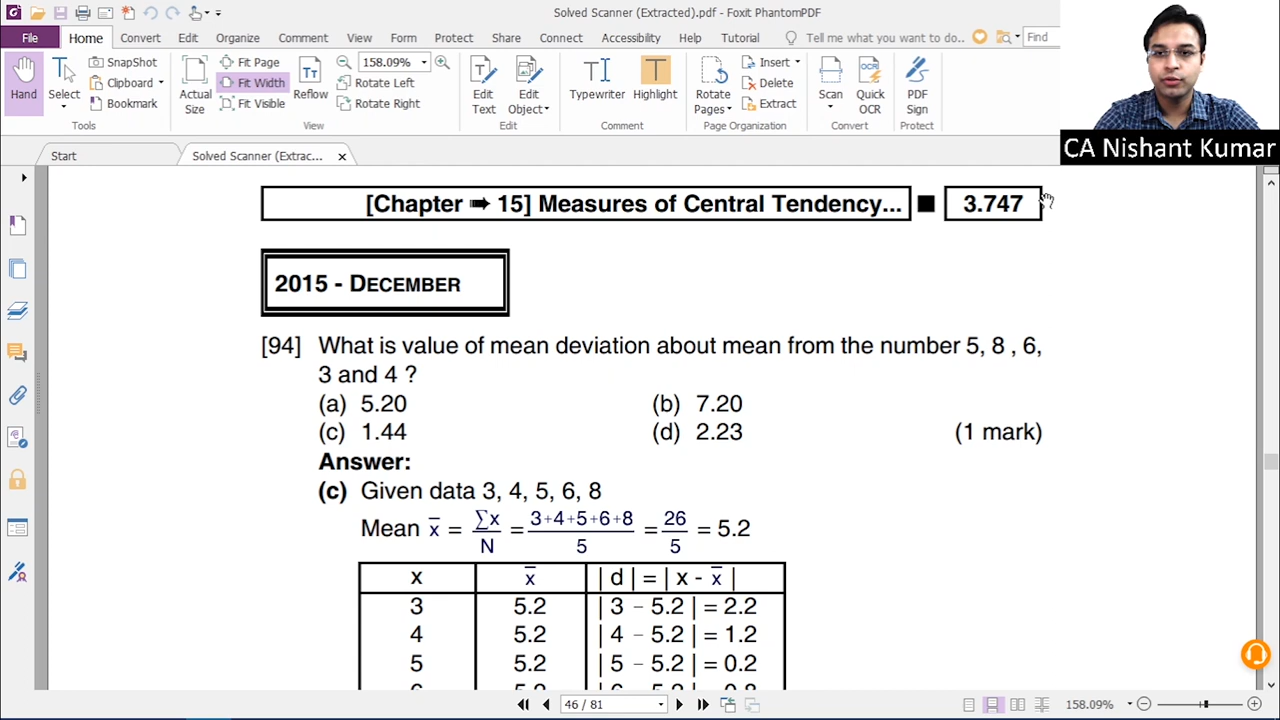 Solved Scanner (Extracted).pdf - Foxit PhantomPDF
File Home Convert Edit Organize Comment View Form Protect Share Connect Accessibility Help Tutorial Tell me what you want to do.. Find
Hand
Select
SnapShot
Clipboard
Bookmark
Tools
Actual Size
Fit Page
Fit Width
Fit Visible
Reflow
158.09%
Rotate Left
Rotate Right
View
Edit Text
Edit Object
Edit
Typewriter
Highlight
Comment
Rotate Pages
Insert
Delete
Extract
Page Organization
Scan
Quick OCR
Convert
PDF Sign
Protect
CA Nishant Kumar
Start
Solved Scanner (Extrac...
[Chapter ➠ 15] Measures of Central Tendency... ■ 3.747
2015 - DECEMBER
[94] What is value of mean deviation about mean from the number 5, 8 , 6,
3 and 4 ?
(a) 5.20 (b) 7.20
(c) 1.44 (d) 2.23 (1 mark)
Answer:
(c) Given data 3, 4, 5, 6, 8
Mean x̄ = ∑x/N = 3+4+5+6+8/5 = 26/5 = 5.2
x x̄ | d | = | x - x̄ |
3 5.2 | 3 - 5.2 | = 2.2
4 5.2 | 4 - 5.2 | = 1.2
5 5.2 | 5 - 5.2 | = 0.2
6 5.2 | 6 - 5.2 | = 0.8
46 / 81
158.09%